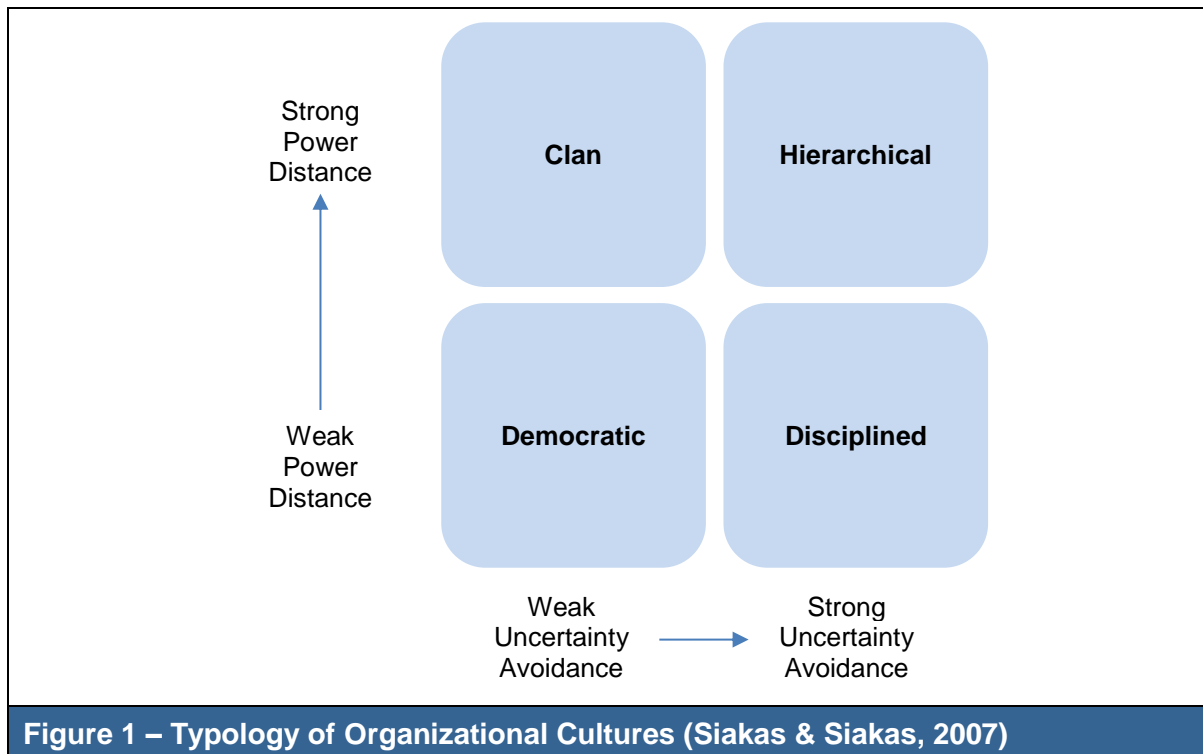 Strong
Power
Distance
Clan
Hierarchical
Weak
Power
Distance
Democratic
Disciplined
Weak
Uncertainty
Avoidance
Strong
Uncertainty
Avoidance
Figure 1 – Typology of Organizational Cultures (Siakas & Siakas, 2007)